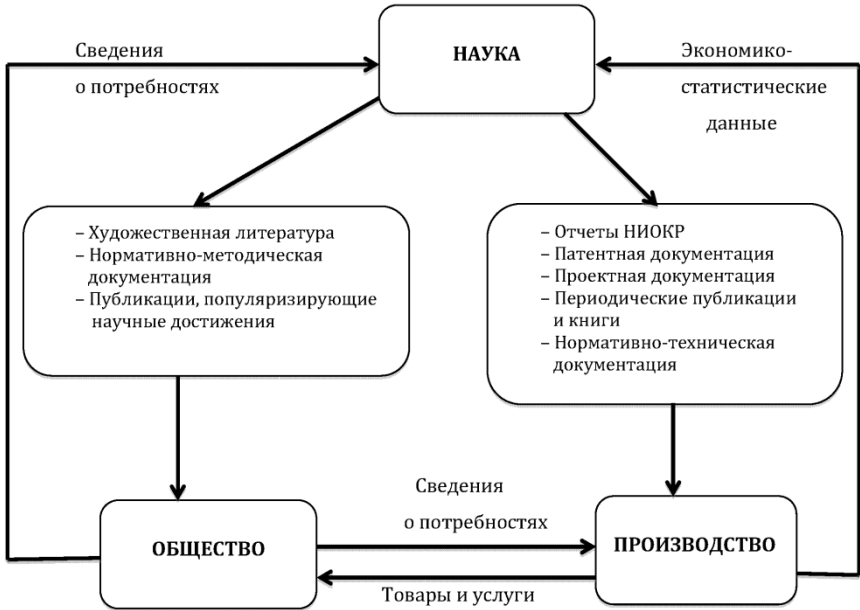 Сведения
о потребностях
НАУКА
Экономико-
статистические
данные
– Художественная литература
– Нормативно-методическая
документация
– Публикации, популяризирующие
научные достижения
– Отчеты НИОКР
– Патентная документация
– Проектная документация
– Периодические публикации
и книги
– Нормативно-техническая
документация
Сведения
о потребностях
ОБЩЕСТВО
ПРОИЗВОДСТВО
Товары и услуги